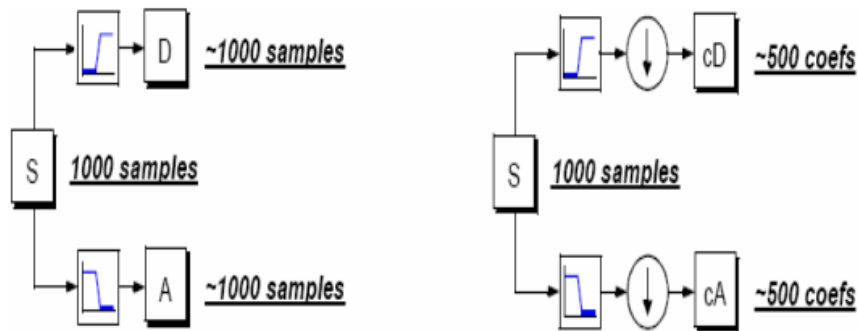 D ~1000 samples
S 1000 samples
A ~1000 samples
cD ~500 coefs
S 1000 samples
cA ~500 coefs